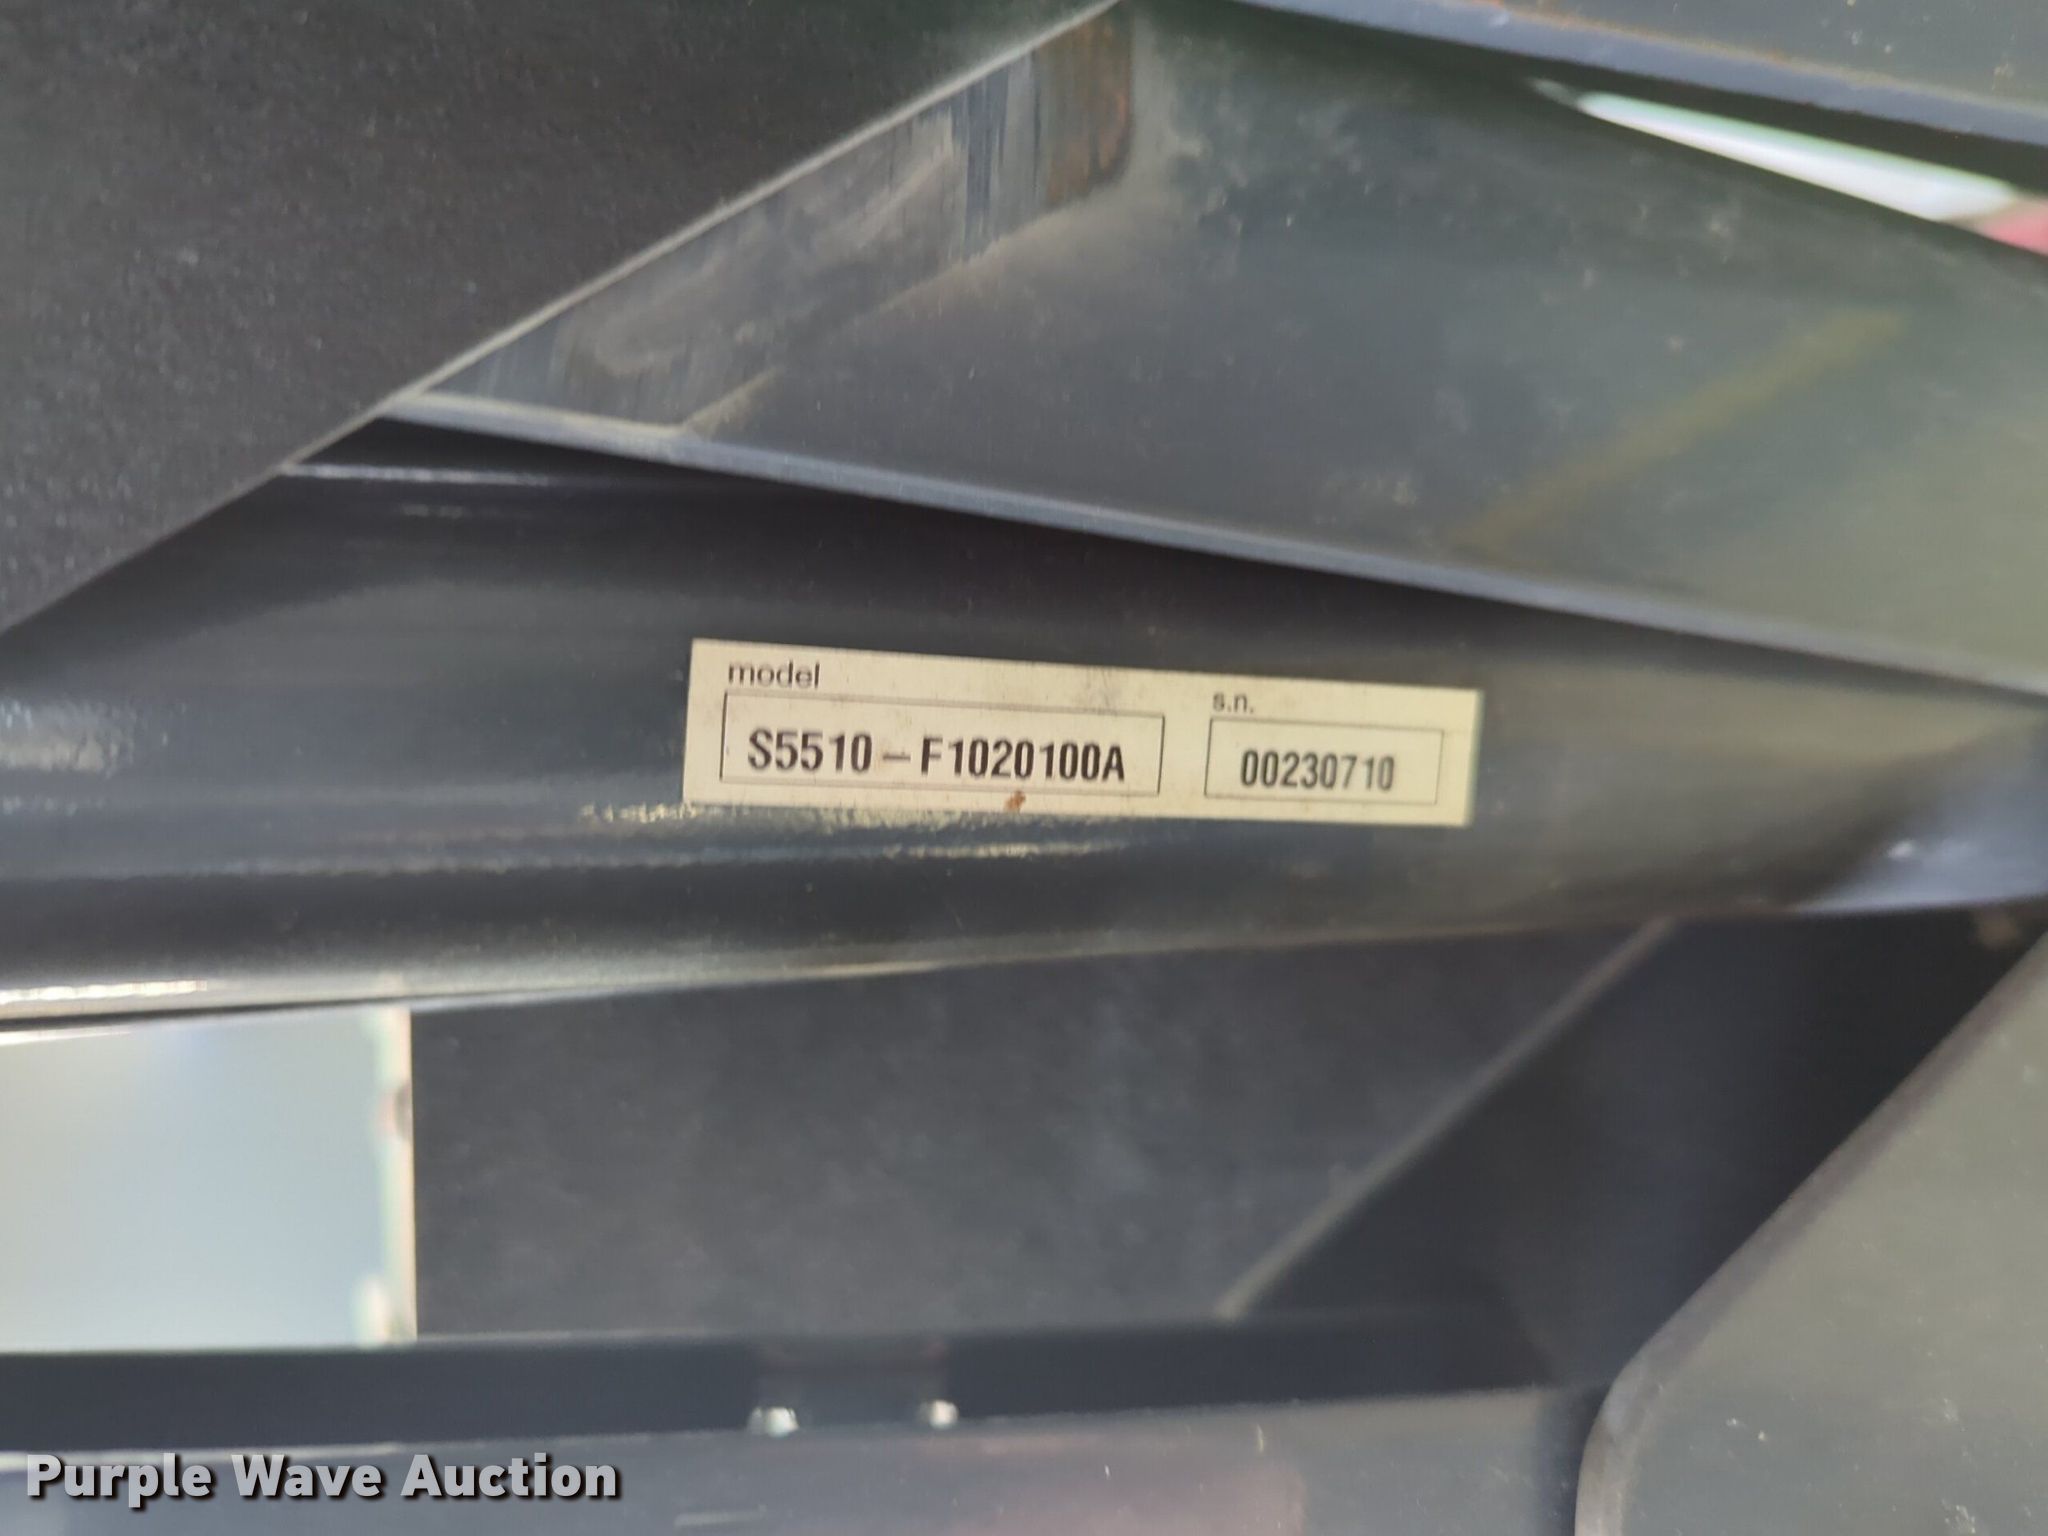 model
S5510-F1020100A
s.n.
00230710
Purple Wave Auction